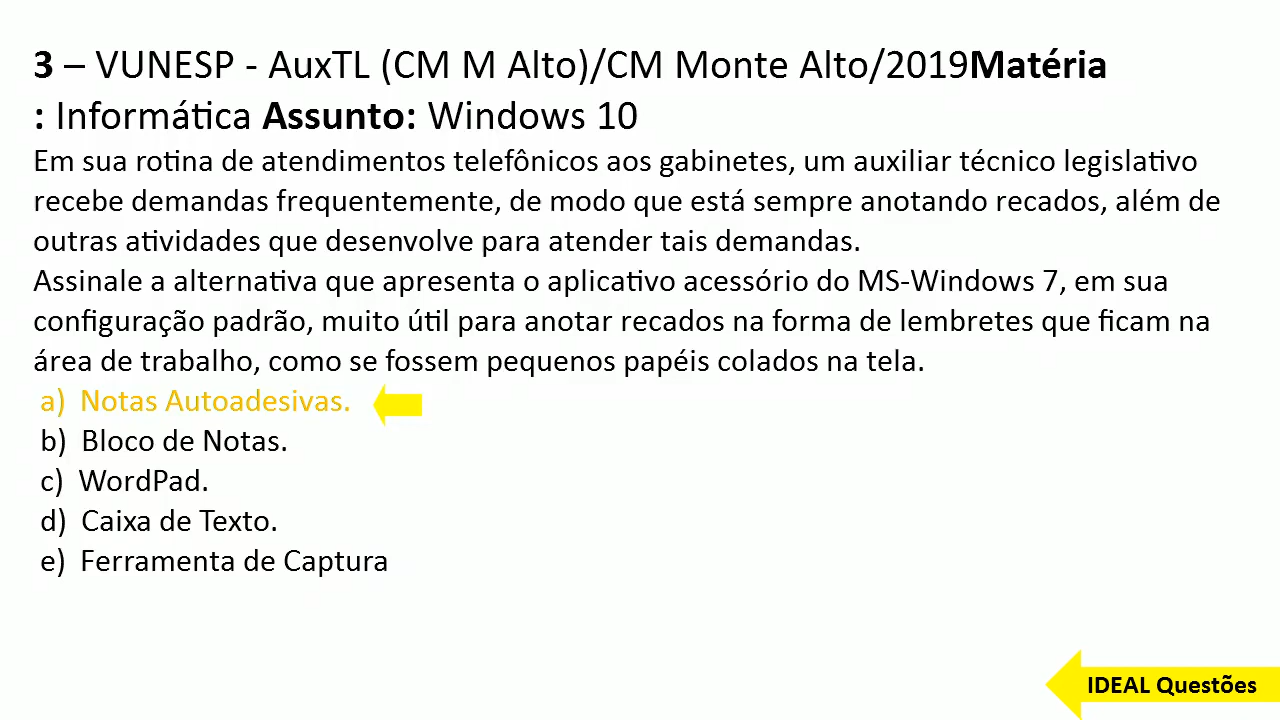 3 – VUNESP - AuxTL (CM M Alto)/CM Monte Alto/2019Matéria
: Informática Assunto: Windows 10
Em sua rotina de atendimentos telefônicos aos gabinetes, um auxiliar técnico legislativo
recebe demandas frequentemente, de modo que está sempre anotando recados, além de
outras atividades que desenvolve para atender tais demandas.
Assinale a alternativa que apresenta o aplicativo acessório do MS-Windows 7, em sua
configuração padrão, muito útil para anotar recados na forma de lembretes que ficam na
área de trabalho, como se fossem pequenos papéis colados na tela.
a) Notas Autoadesivas.
b) Bloco de Notas.
c) WordPad.
d) Caixa de Texto.
e) Ferramenta de Captura
IDEAL Questões